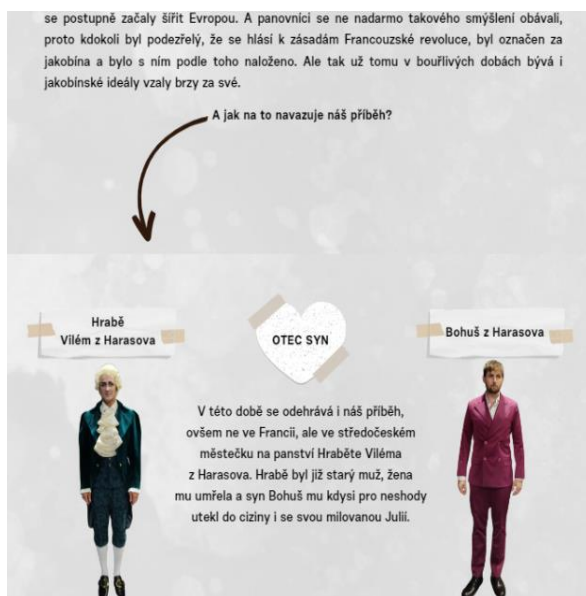 se postupně začaly šířit Evropou. A panovníci se ne nadarmo takového smýšlení obávali,
proto kdokoli byl podezřelý, že se hlásí k zásadám Francouzské revoluce, byl označen za
jakobína a bylo s ním podle toho naloženo. Ale tak už tomu v bouřlivých dobách bývá i
jakobínské ideály vzaly brzy za své.
A jak na to navazuje náš příběh?
Hrabě
Vilém z Harasova
OTEC SYN
Bohuš z Harasova
V této době se odehrává i náš příběh,
ovšem ne ve Francii, ale ve středočeském
městečku na panství Hraběte Viléma
z Harasova. Hrabě byl již starý muž, žena
mu umřela a syn Bohuš mu kdysi pro neshody
utekl do ciziny i se svou milovanou Julií.